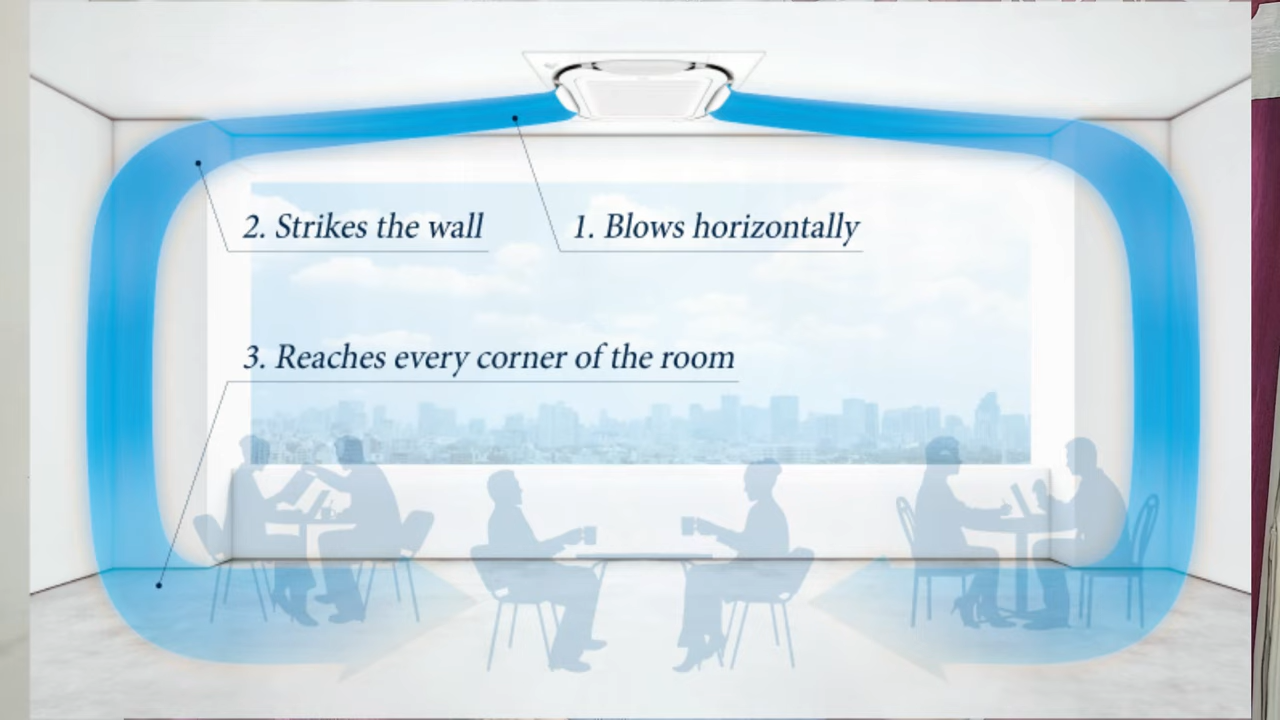 2. Strikes the wall
1. Blows horizontally
3. Reaches every corner of the room